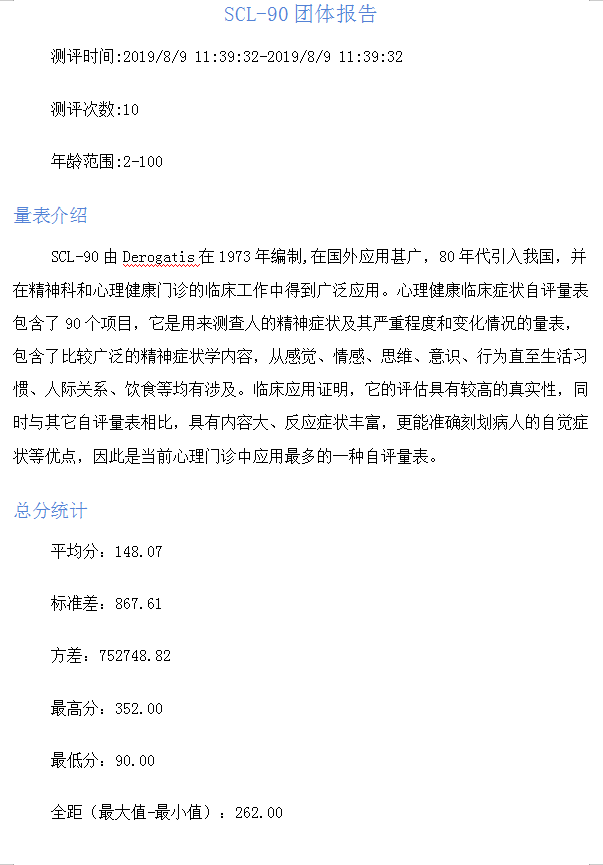 SCL-90 团体报告
测评时间:2019/8/9 11:39:32-2019/8/9 11:39:32
测评次数:10
年龄范围:2-100
量表介绍
SCL-90 由 Derogatis 在 1973 年编制,在国外应用甚广，80 年代引入我国，并
在精神科和心理健康门诊的临床工作中得到广泛应用。心理健康临床症状自评量表
包含了 90 个项目，它是用来测查人的精神症状及其严重程度和变化情况的量表，
包含了比较广泛的精神症状学内容，从感觉、情感、思维、意识、行为直至生活习
惯、人际关系、饮食等均有涉及。临床应用证明，它的评估具有较高的真实性，同
时与其它自评量表相比，具有内容大、反应症状丰富，更能准确刻划病人的自觉症
状等优点，因此是当前心理门诊中应用最多的一种自评量表。
总分统计
平均分：148.07
标准差：867.61
方差：752748.82
最高分：352.00
最低分：90.00
全距（最大值-最小值）：262.00